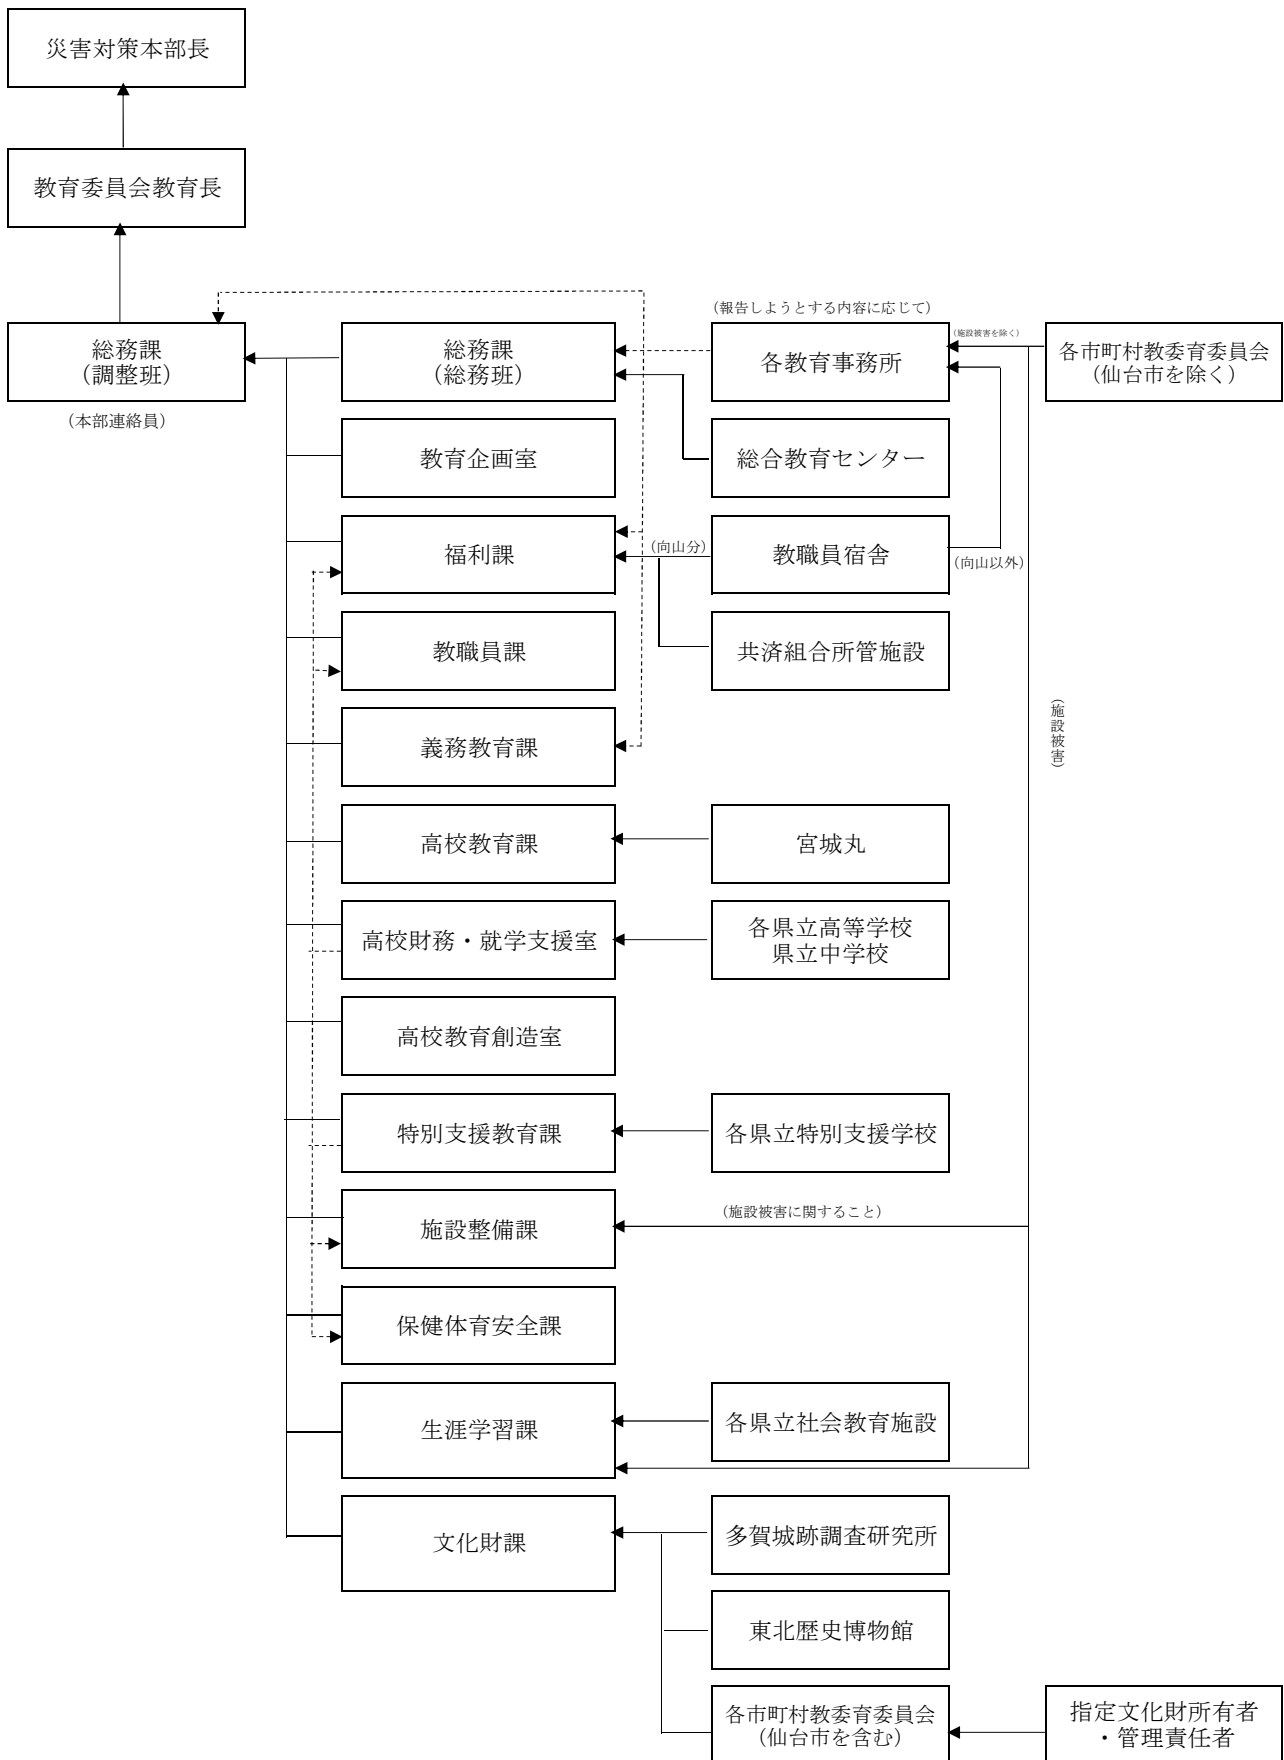 災害対策本部長
教育委員会教育長
(報告しようとする内容に応じて)
総務課
(調整班)
(本部連絡員)
総務課
(総務班)
各教育事務所
(施設被害を除く)
各市町村教委育委員会
(仙台市を除く)
教育企画室
総合教育センター
福利課
(向山分)
教職員宿舎
(向山以外)
教職員課
共済組合所管施設
(施設被害)
義務教育課
高校教育課
宮城丸
高校財務・就学支援室
各県立高等学校
県立中学校
高校教育創造室
特別支援教育課
各県立特別支援学校
施設整備課
(施設被害に関すること)
保健体育安全課
生涯学習課
各県立社会教育施設
文化財課
多賀城跡調査研究所
東北歴史博物館
各市町村教委育委員会
(仙台市を含む)
指定文化財所有者
・管理責任者